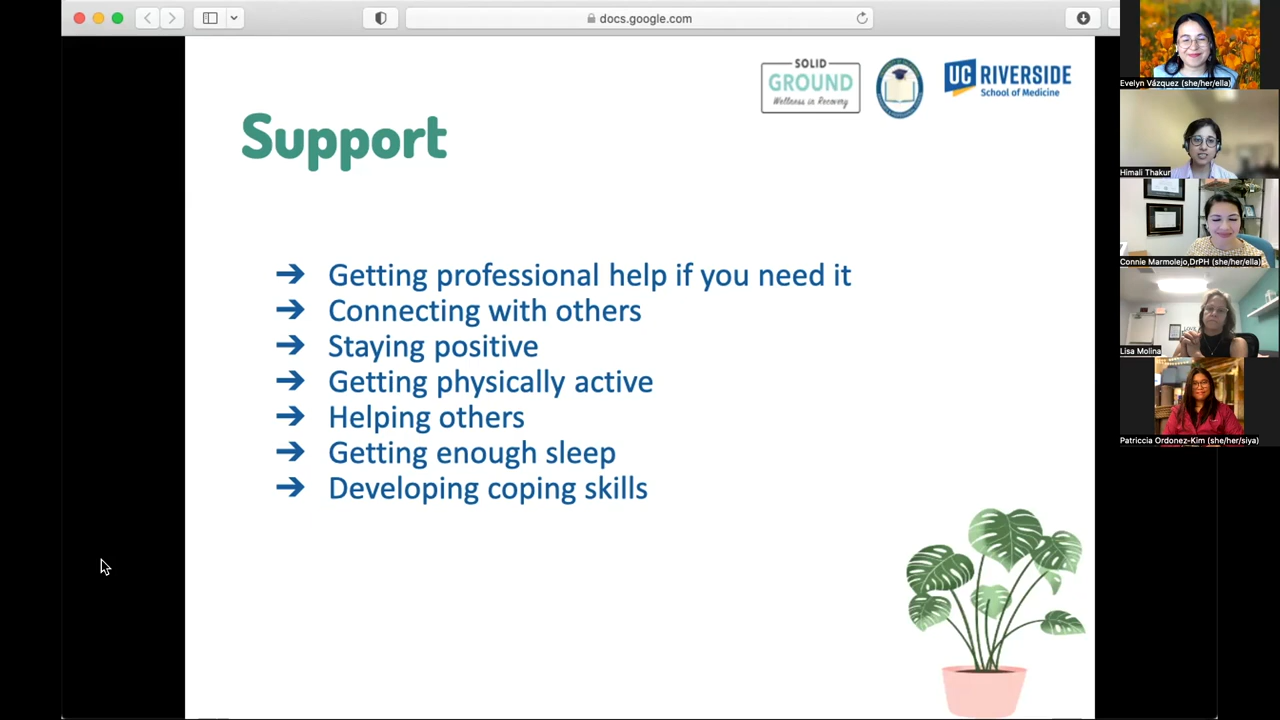 docs.google.com
SOLID
GROUND
Wellness in Recovery
UC RIVERSIDE
School of Medicine
Support
➔ Getting professional help if you need it
➔ Connecting with others
➔ Staying positive
➔ Getting physically active
➔ Helping others
➔ Getting enough sleep
➔ Developing coping skills
Evelyn Vázquez (she/her/ella)
Himali Thakur
Connie Marmolejo,DrPH (she/her/ella)
LOVE
Lisa Molina
Patriccia Ordonez-Kim (she/her/siya)